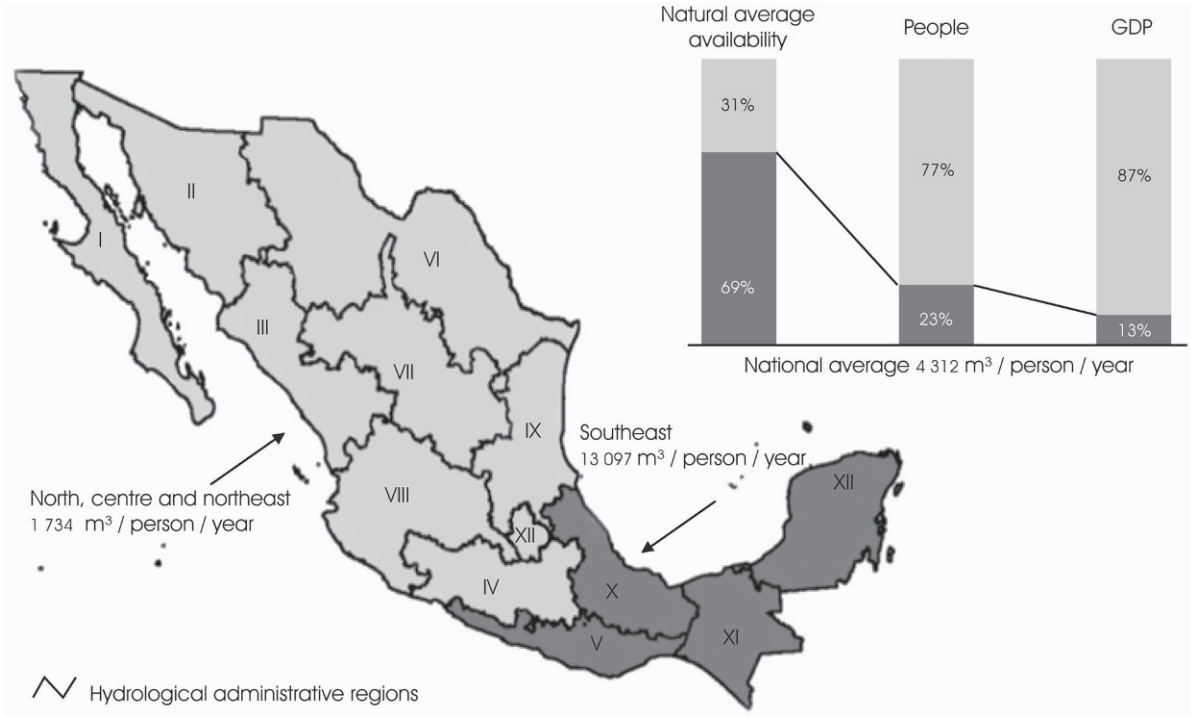 Natural average
availability
People
GDP
31%
77%
87%
69%
23%
13%
National average 4 312 m³ / person / year
I
II
VI
III
VII
IX
Southeast
13 097 m³ / person / year
XII
VIII
North, centre and northeast
1 734 m³ / person / year
XII
IV
X
V
XI
Hydrological administrative regions